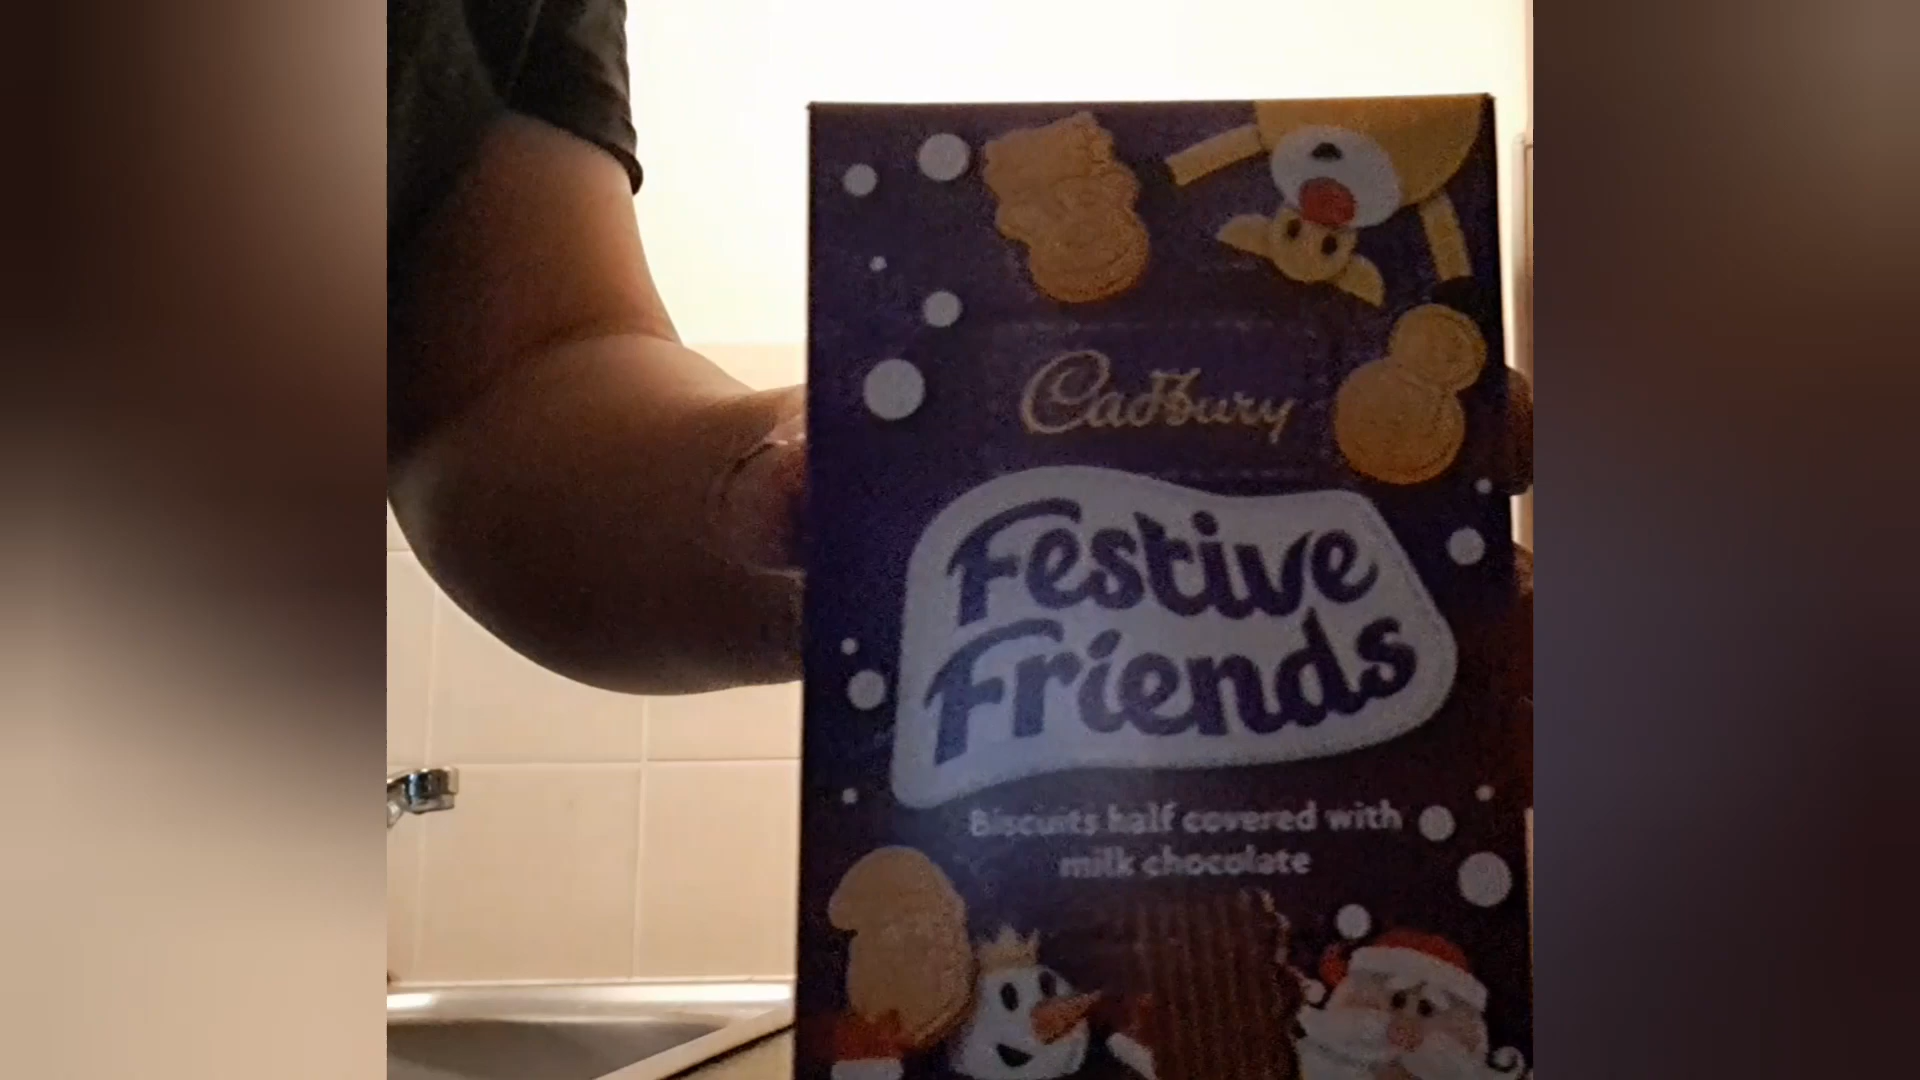 Cadbury
Festive
Friends
Biscuits half covered with
milk chocolate